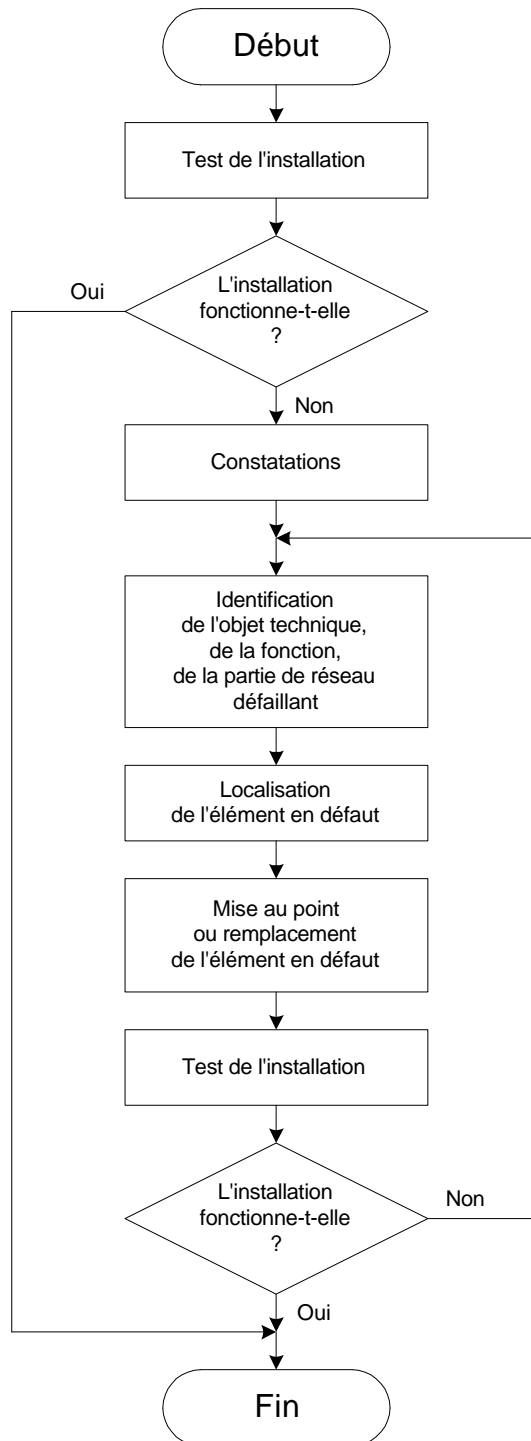 Début
Test de l'installation
L'installation
fonctionne-t-elle
?
Oui
Non
Constatations
Identification
de l'objet technique,
de la fonction,
de la partie de réseau
défaillant
Localisation
de l'élément en défaut
Mise au point
ou remplacement
de l'élément en défaut
Test de l'installation
L'installation
fonctionne-t-elle
?
Non
Oui
Fin